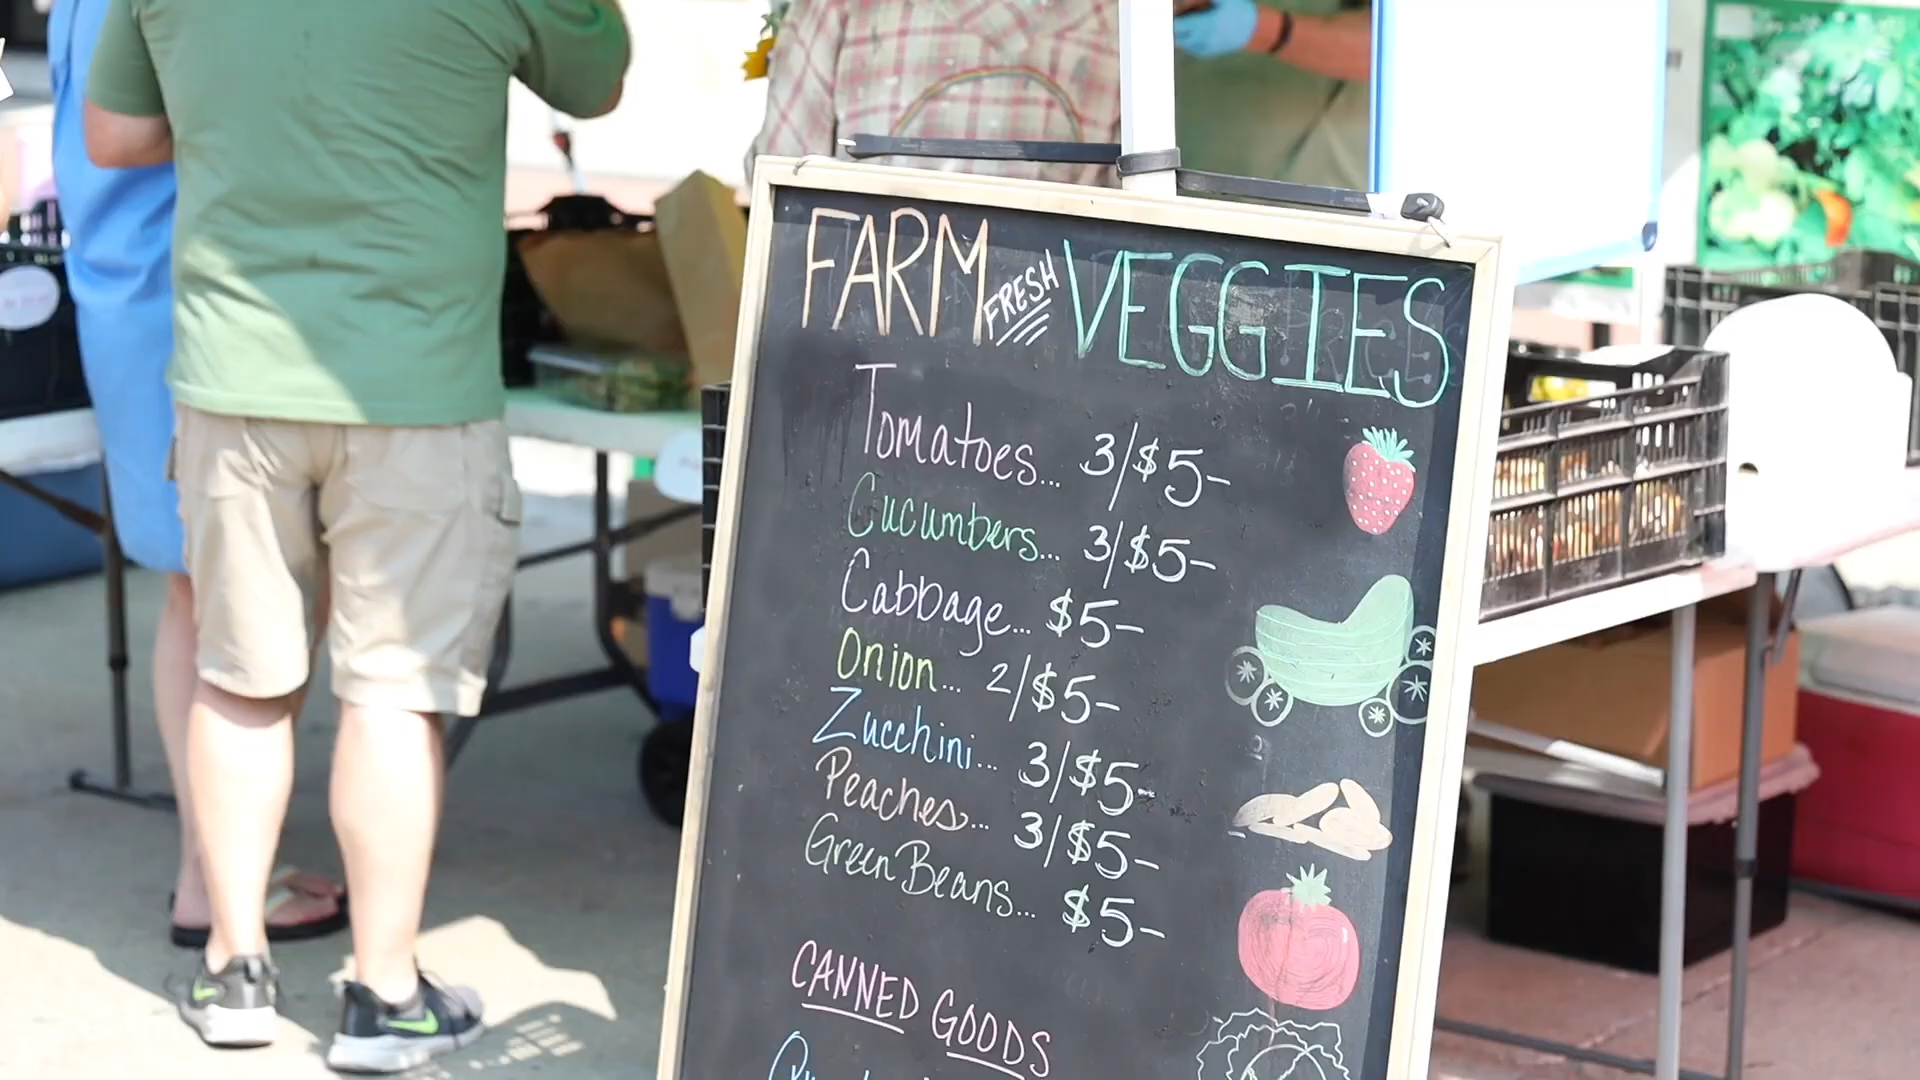 FARM FRESH VEGGIES
Tomatoes... 3/$5-
Cucumbers... 3/$5-
Cabbage... $5-
Onion... 2/$5-
Zucchini... 3/$5-
Peaches... 3/$5-
Green Beans... $5-
CANNED GOODS